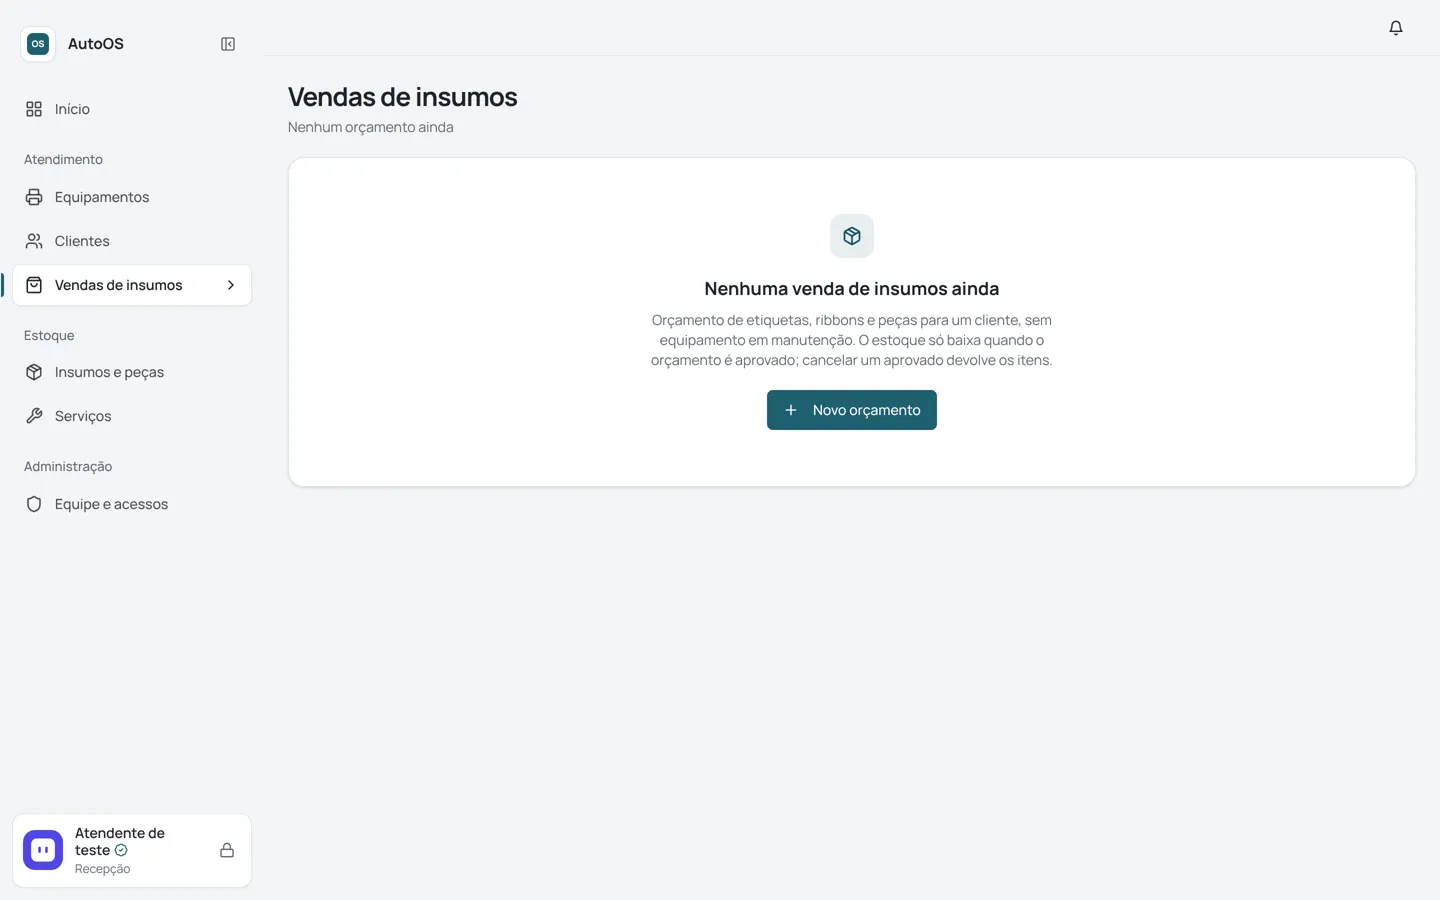 OS
AutoOS
Início
Atendimento
Equipamentos
Clientes
Vendas de insumos
Estoque
Insumos e peças
Serviços
Administração
Equipe e acessos
Atendente de
teste
Recepção
Vendas de insumos
Nenhum orçamento ainda
Nenhuma venda de insumos ainda
Orçamento de etiquetas, ribbons e peças para um cliente, sem
equipamento em manutenção. O estoque só baixa quando o
orçamento é aprovado; cancelar um aprovado devolve os itens.
Novo orçamento